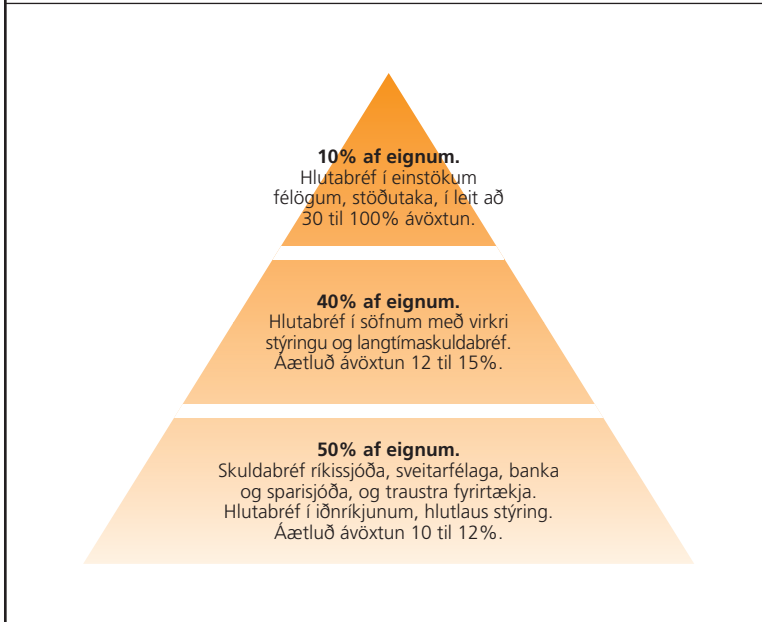 10% af eignum.
Hlutabréf í einstökum
félögum, stöðutaka, í leit að
30 til 100% ávöxtun.
40% af eignum.
Hlutabréf í söfnum með virkri
stýringu og langtímaskuldabréf.
Áætluð ávöxtun 12 til 15%.
50% af eignum.
Skuldabréf ríkissjóða, sveitarfélaga, banka
og sparisjóða, og traustra fyrirtækja.
Hlutabréf í iðnríkjunum, hlutlaus stýring.
Áætluð ávöxtun 10 til 12%.